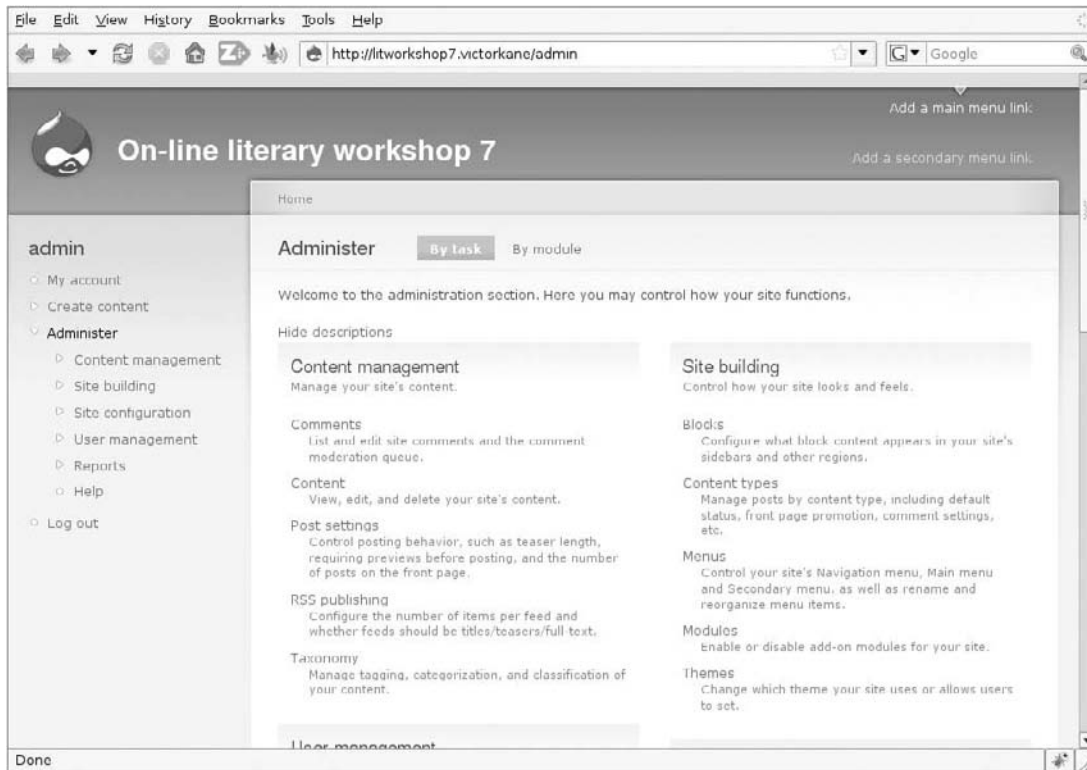 File Edit View History Bookmarks Tools Help
http://litworkshop7.victorkane/admin
Google
Add a main menu link
On-line literary workshop 7
Add a secondary menu link
Home
admin
My account
Create content
Administer
Content management
Site building
Site configuration
User management
Reports
Help
Log out
Administer By task By module
Welcome to the administration section. Here you may control how your site functions.
Hide descriptions
Content management
Manage your site's content.
Comments
List and edit site comments and the comment
moderation queue.
Content
View, edit, and delete your site's content.
Post settings
Control posting behavior, such as teaser length,
requiring previews before posting, and the number
of posts on the front page.
RSS publishing
Configure the number of items per feed and
whether feeds should be titles/teasers/full-text.
Taxonomy
Manage tagging, categorization, and classification of
your content.
User management
Site building
Control how your site looks and feels.
Blocks
Configure what block content appears in your site's
sidebars and other regions.
Content types
Manage posts by content type, including default
status, front page promotion, comment settings,
etc.
Menus
Control your site's Navigation menu, Main menu
and Secondary menu, as well as rename and
reorganize menu items.
Modules
Enable or disable add-on modules for your site.
Themes
Change which theme your site uses or allows users
to set.
Done